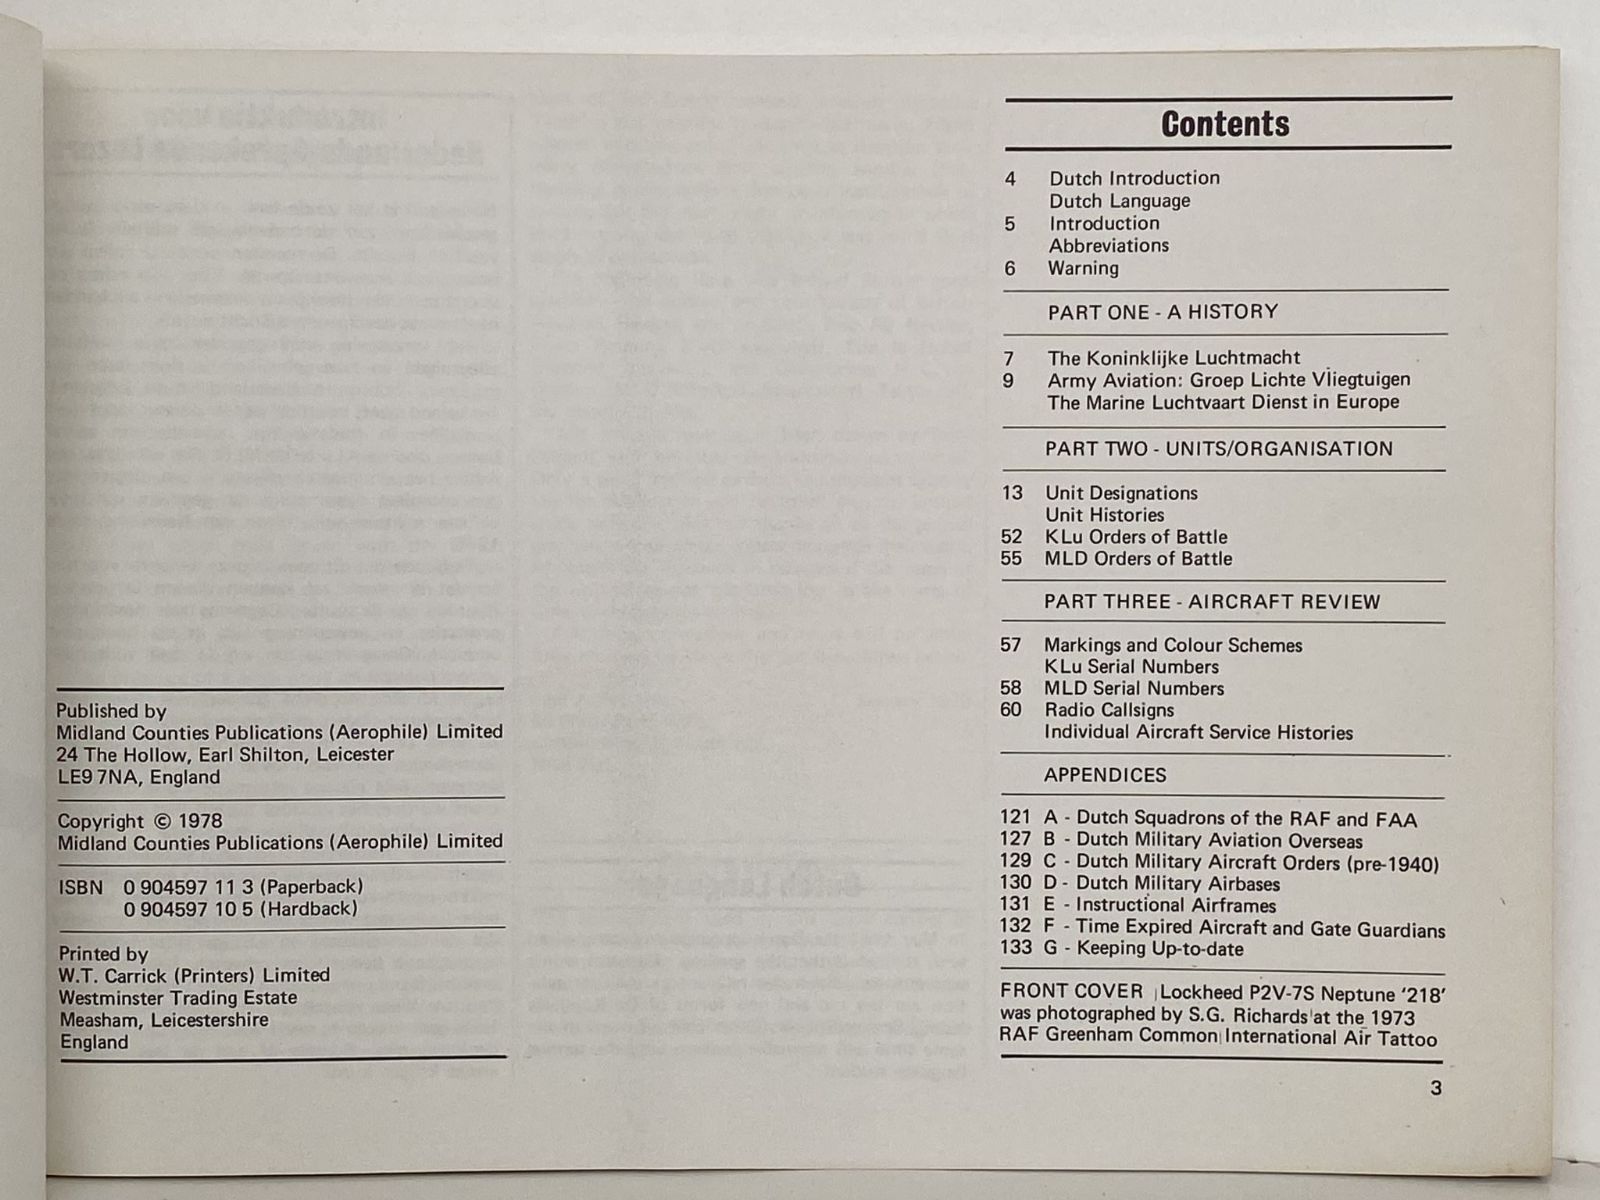 Published by
Midland Counties Publications (Aerophile) Limited
24 The Hollow, Earl Shilton, Leicester
LE9 7NA, England
Copyright © 1978
Midland Counties Publications (Aerophile) Limited
ISBN 0 904597 11 3 (Paperback)
0 904597 10 5 (Hardback)
Printed by
W.T. Carrick (Printers) Limited
Westminster Trading Estate
Measham, Leicestershire
England
Contents
4 Dutch Introduction
Dutch Language
5 Introduction
Abbreviations
6 Warning
PART ONE - A HISTORY
7 The Koninklijke Luchtmacht
9 Army Aviation: Groep Lichte Vliegtuigen
The Marine Luchtvaart Dienst in Europe
PART TWO - UNITS/ORGANISATION
13 Unit Designations
Unit Histories
52 KLu Orders of Battle
55 MLD Orders of Battle
PART THREE - AIRCRAFT REVIEW
57 Markings and Colour Schemes
KLu Serial Numbers
58 MLD Serial Numbers
60 Radio Callsigns
Individual Aircraft Service Histories
APPENDICES
121 A - Dutch Squadrons of the RAF and FAA
127 B - Dutch Military Aviation Overseas
129 C - Dutch Military Aircraft Orders (pre-1940)
130 D - Dutch Military Airbases
131 E - Instructional Airframes
132 F - Time Expired Aircraft and Gate Guardians
133 G - Keeping Up-to-date
FRONT COVER Lockheed P2V-7S Neptune '218'
was photographed by S.G. Richards at the 1973
RAF Greenham Common International Air Tattoo
3